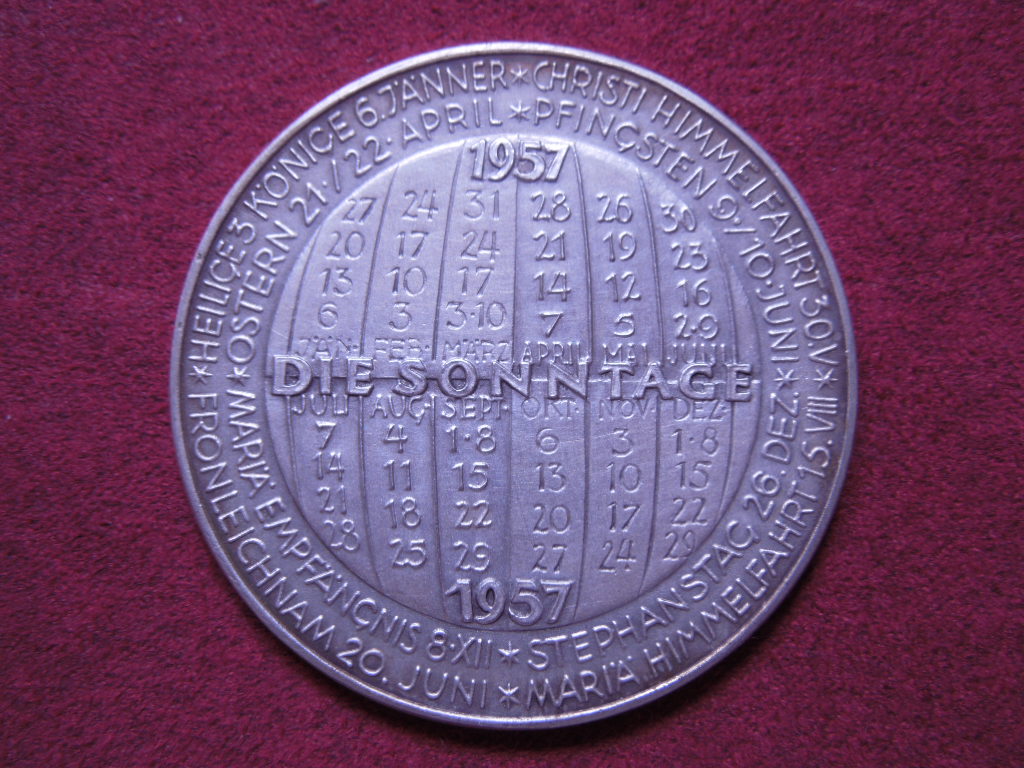 * HEILIGE 3 KÖNIGE 6. JÄNNER * CHRISTI HIMMELFAHRT 30 V *
* OSTERN 21. / 22. APRIL * PFINGSTEN 9. / 10. JUNI *
1957
27 24 31 28 26 30
20 17 24 21 19 23
13 10 17 14 12 16
6 3 3·10 7 5 2·9
JÄN· FEB· MÄRZ APRIL MAI JUNI
DIE SONNTAGE
JULI AUG· SEPT· OKT· NOV· DEZ·
7 4 1·8 6 3 1·8
14 11 15 13 10 15
21 18 22 20 17 22
28 25 29 27 24 29
1957
MARIÄ EMPFÄNGNIS 8·XII * STEPHANSTAG 26. DEZ.
FRONLEICHNAM 20. JUNI * MARIÄ HIMMELFAHRT 15. VIII